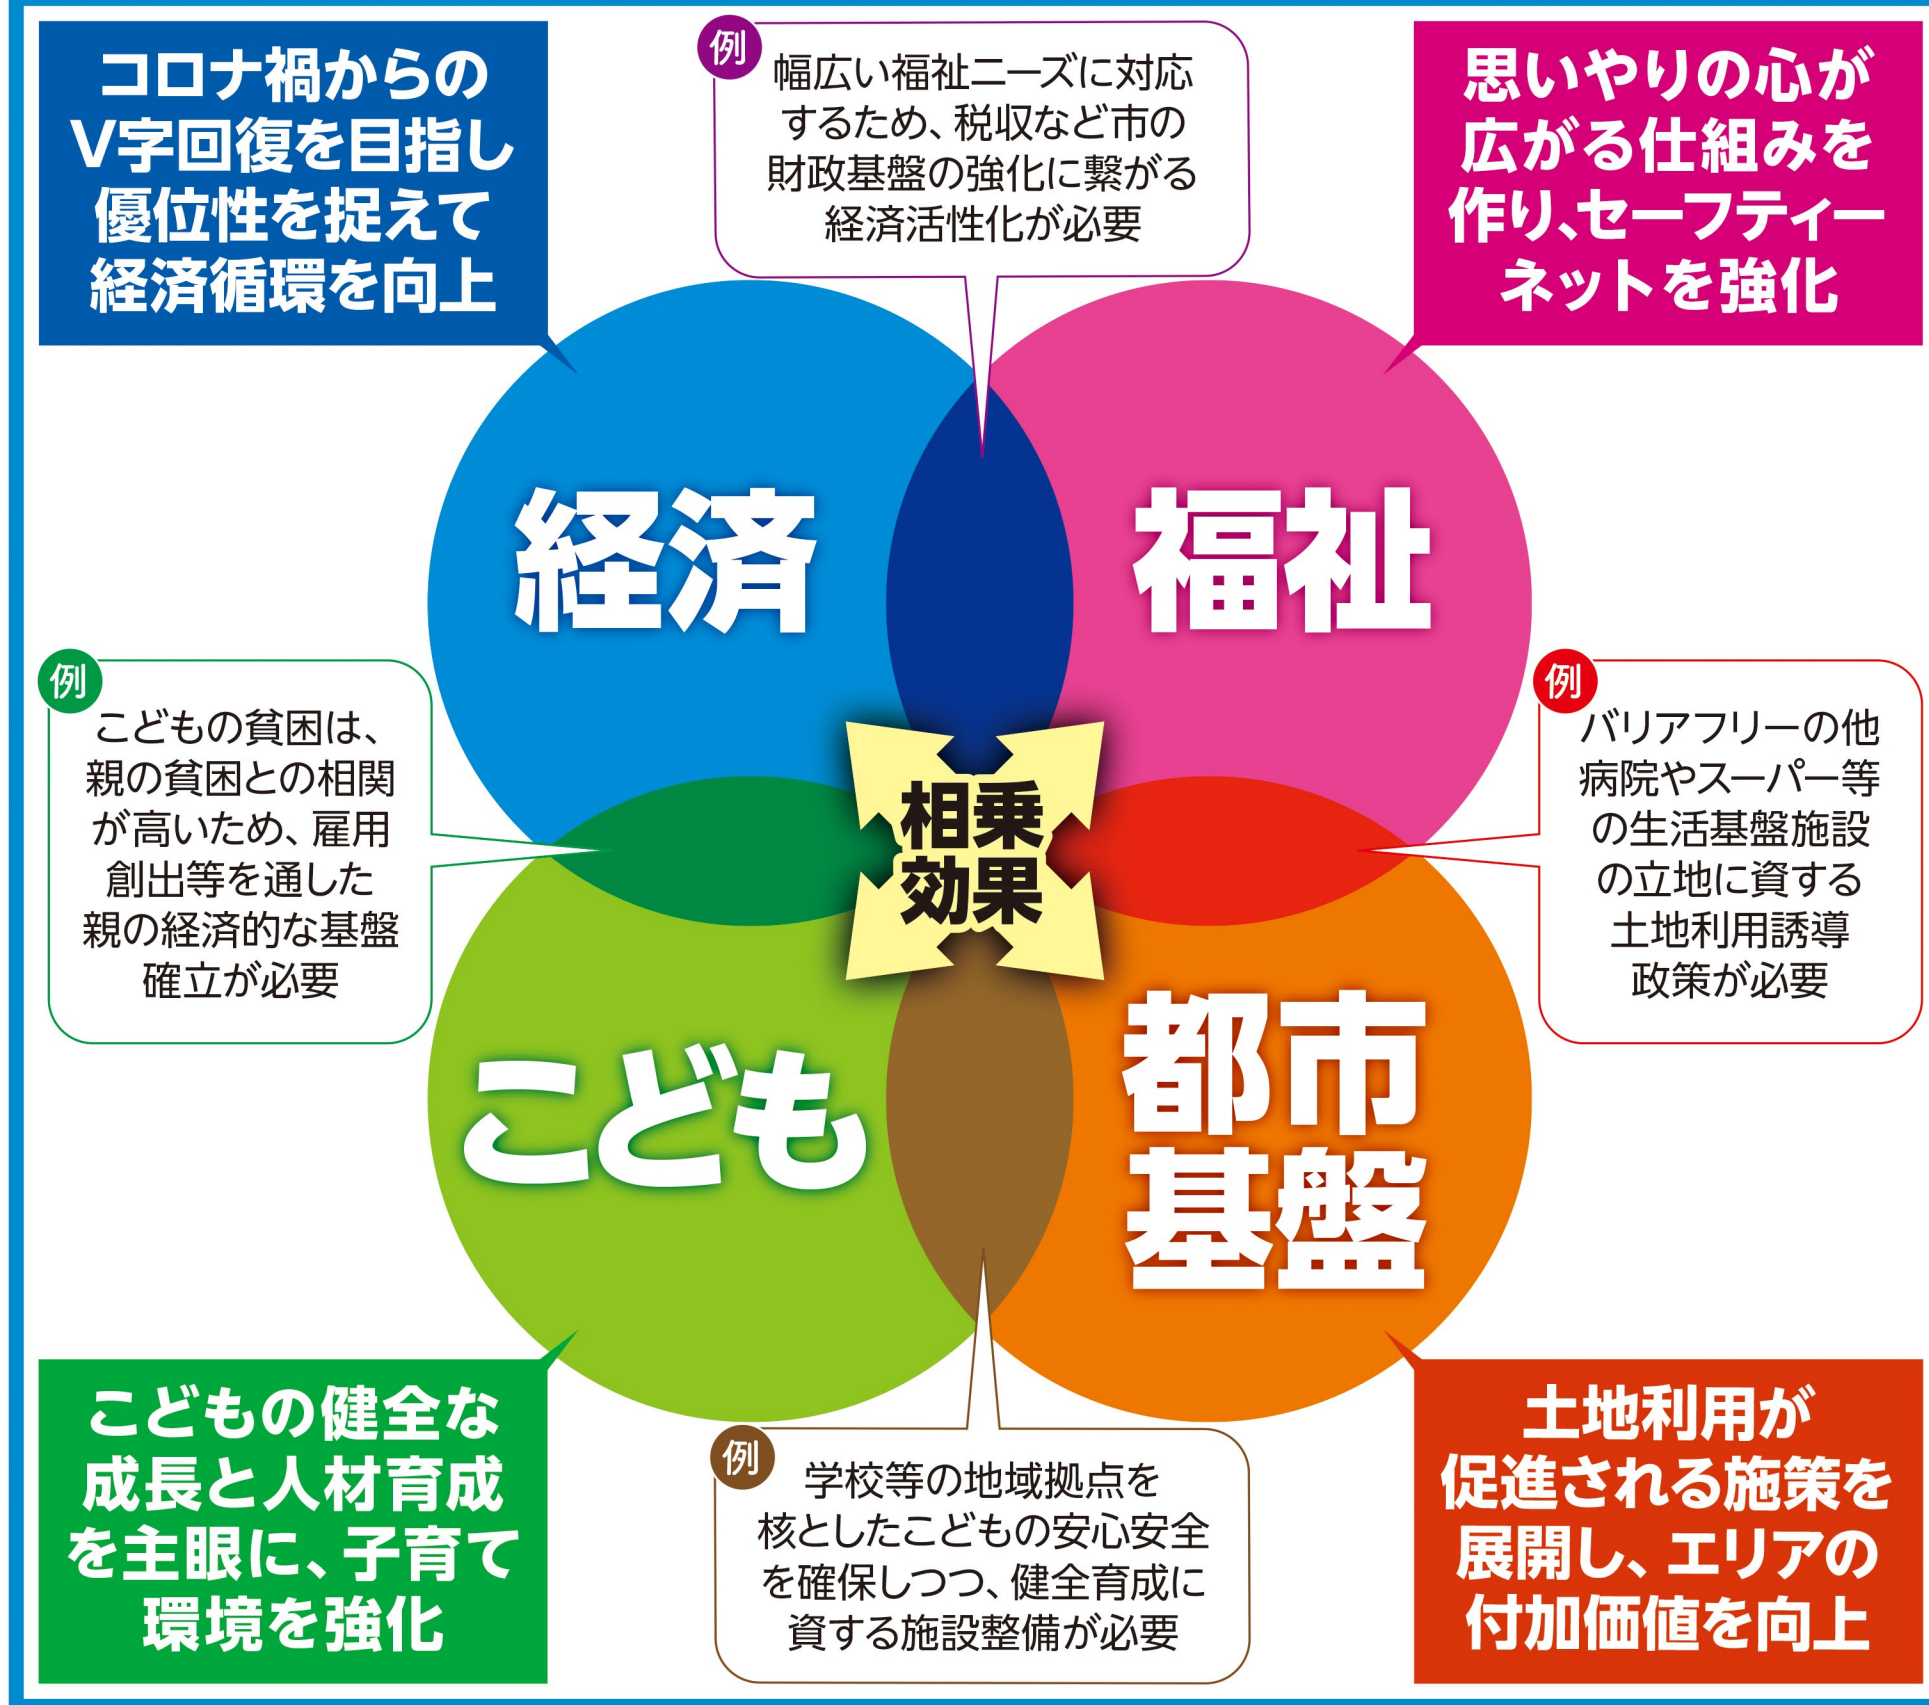 コロナ禍からの
V字回復を目指し
優位性を捉えて
経済循環を向上
例
幅広い福祉ニーズに対応
するため、税収など市の
財政基盤の強化に繋がる
経済活性化が必要
思いやりの心が
広がる仕組みを
作り、セーフティー
ネットを強化
経済
福祉
例
こどもの貧困は、
親の貧困との相関
が高いため、雇用
創出等を通した
親の経済的な基盤
確立が必要
相乗
効果
例
バリアフリーの他
病院やスーパー等
の生活基盤施設
の立地に資する
土地利用誘導
政策が必要
こども
都市
基盤
こどもの健全な
成長と人材育成
を主眼に、子育て
環境を強化
例
学校等の地域拠点を
核としたこどもの安心安全
を確保しつつ、健全育成に
資する施設整備が必要
土地利用が
促進される施策を
展開し、エリアの
付加価値を向上